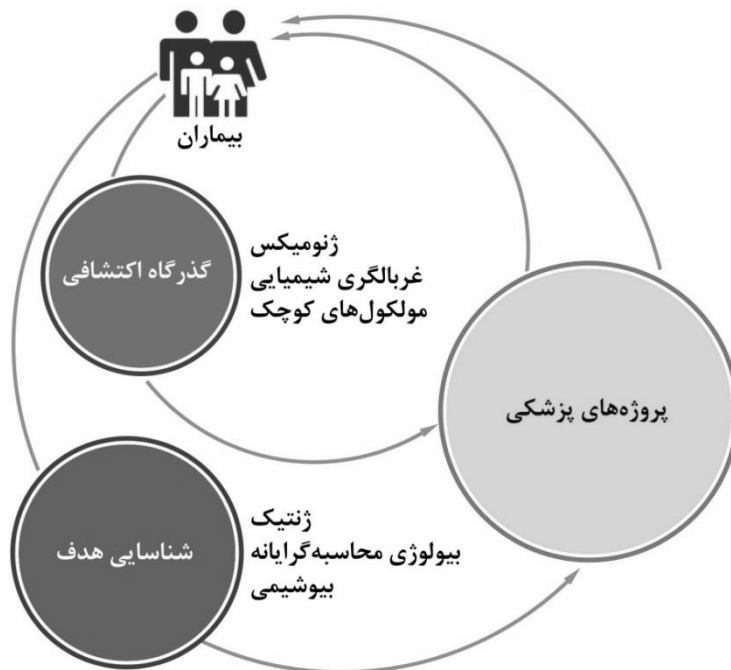 بیماران
گذرگاه اکتشافی
ژنومیکس
غربالگری شیمیایی
مولکول‌های کوچک
پروژه‌های پزشکی
شناسایی هدف
ژنتیک
بیولوژی محاسبه‌گرایانه
بیوشیمی